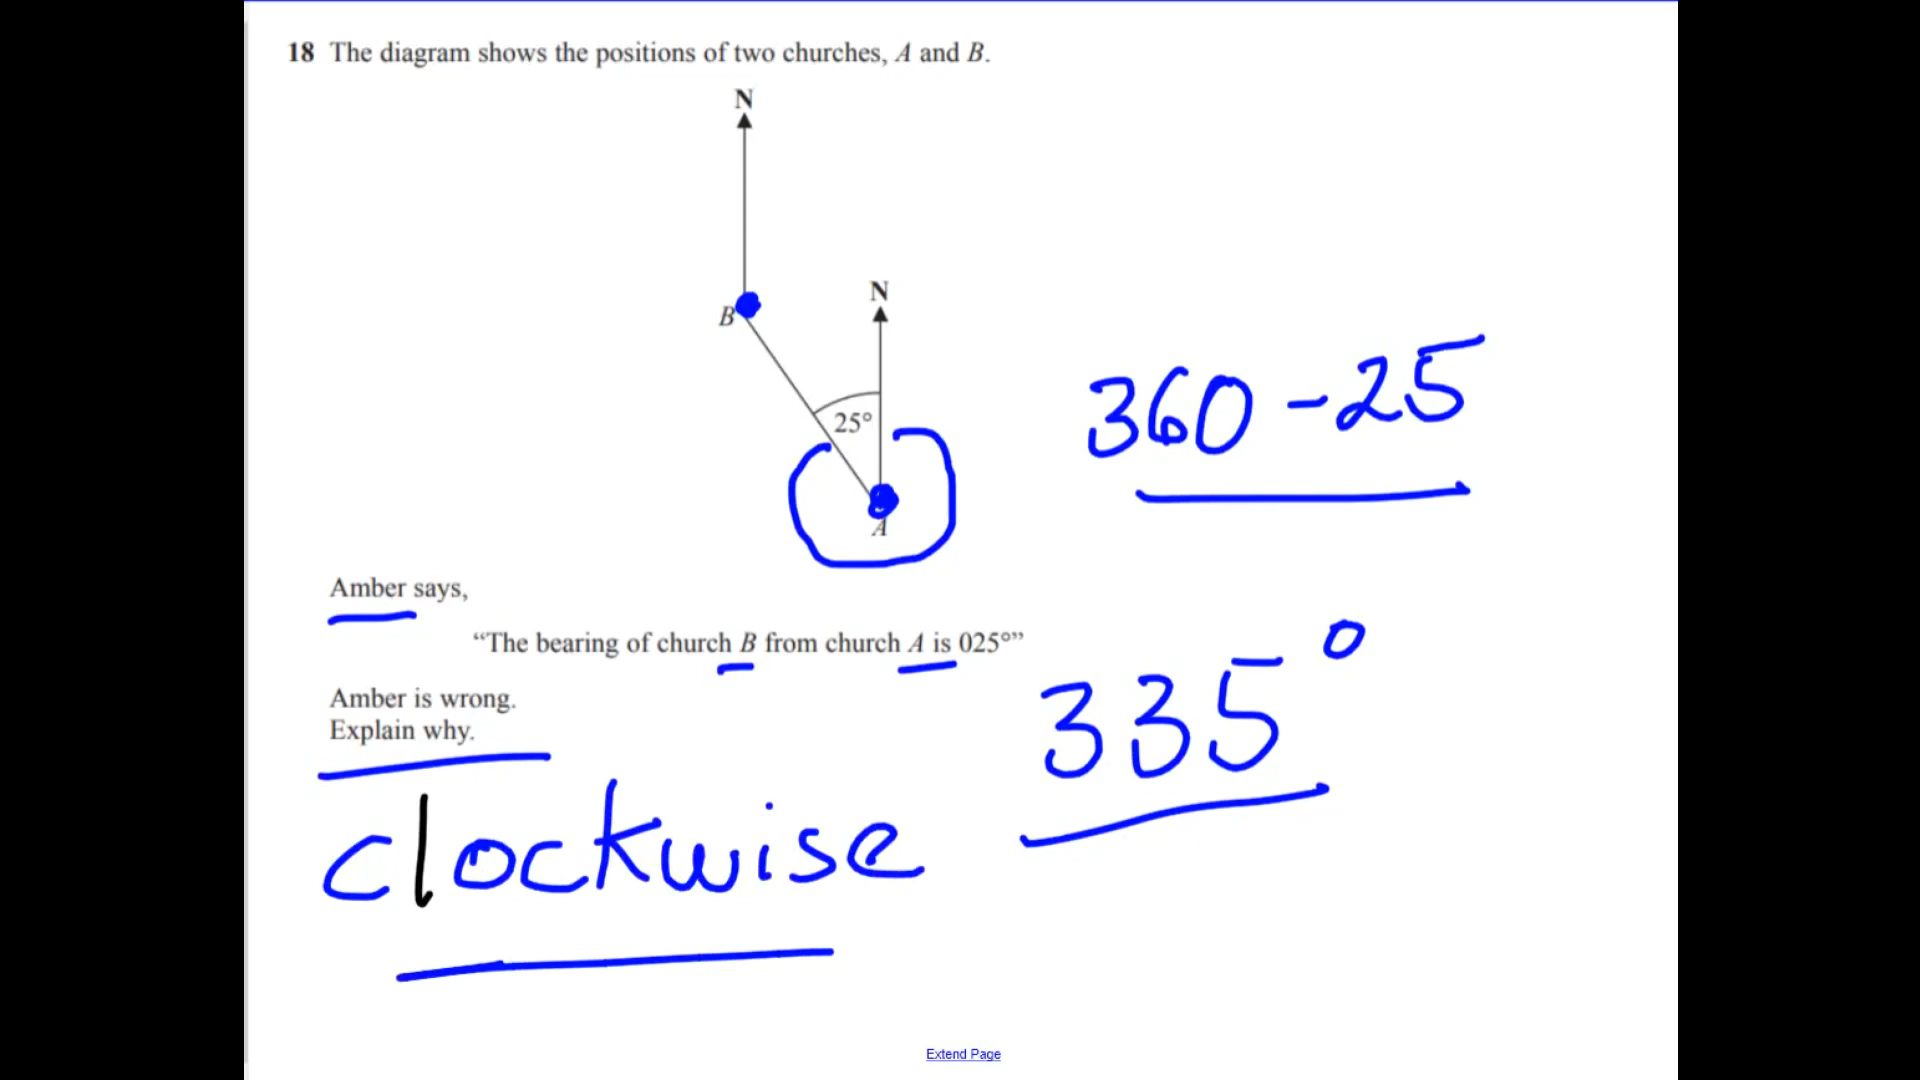 18 The diagram shows the positions of two churches, A and B.
N
N
B
25°
A
360 - 25
Amber says,
“The bearing of church B from church A is 025°”
335°
Amber is wrong.
Explain why.
clockwise
Extend Page